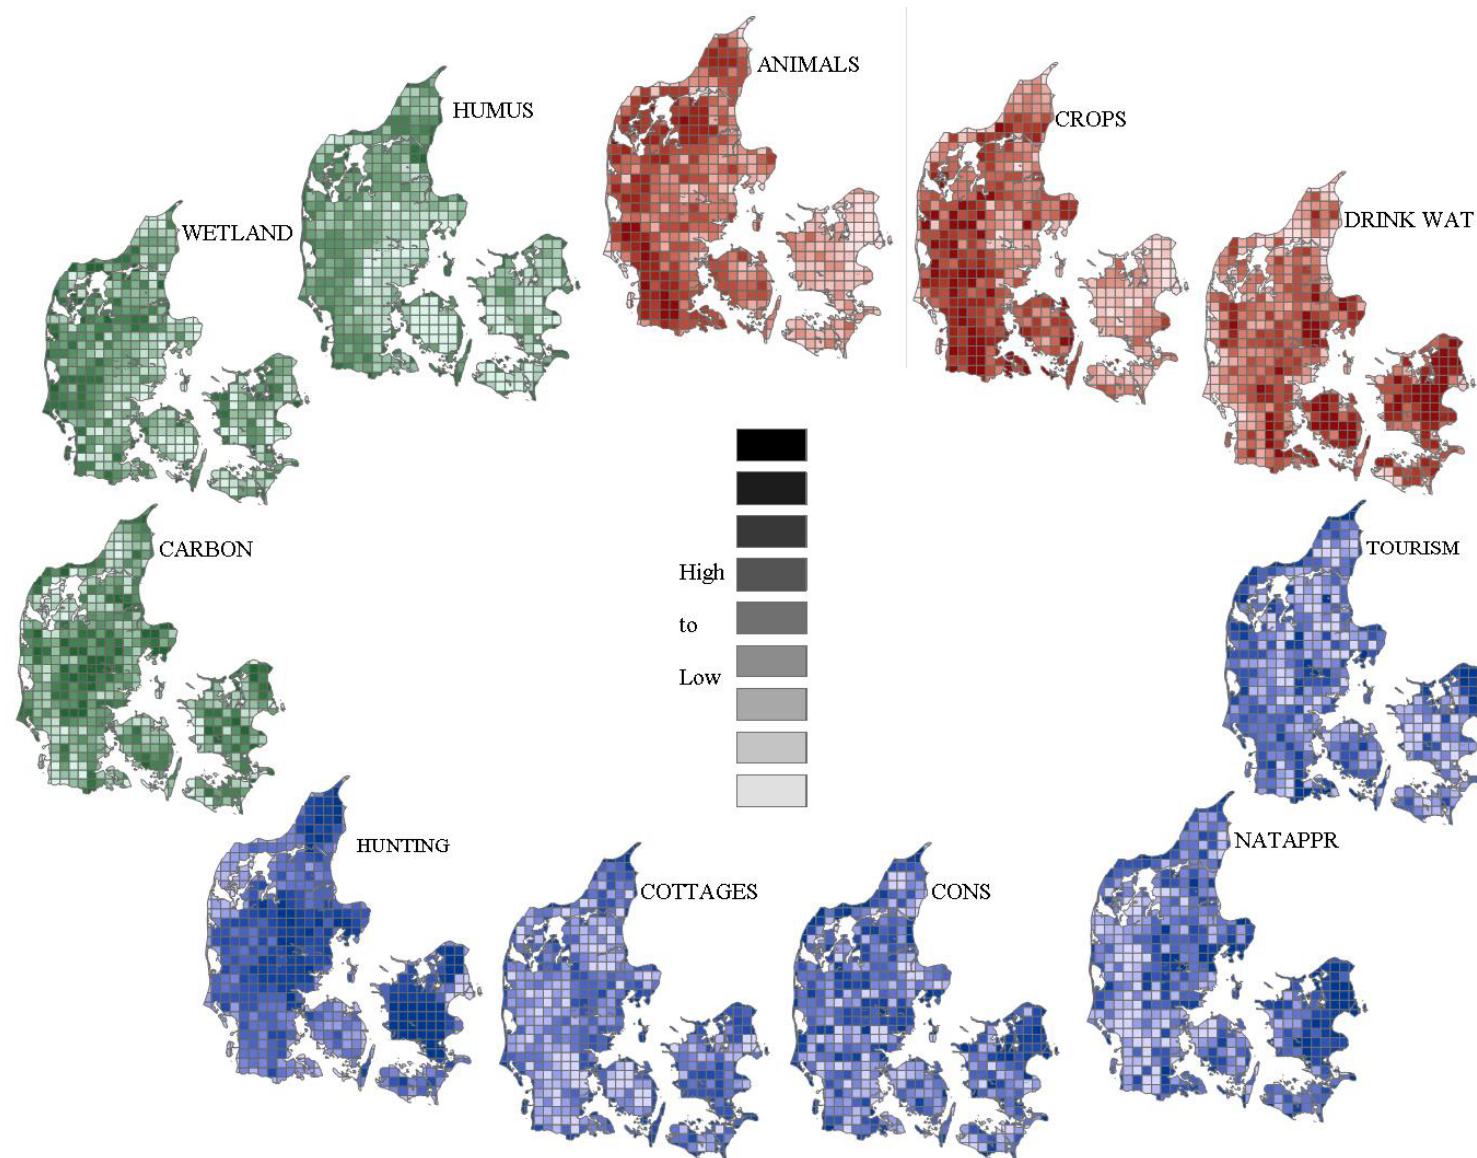 ANIMALS
HUMUS
CROPS
WETLAND
DRINK WAT
CARBON
TOURISM
High
to
Low
HUNTING
NATAPPR
COTTAGES
CONS